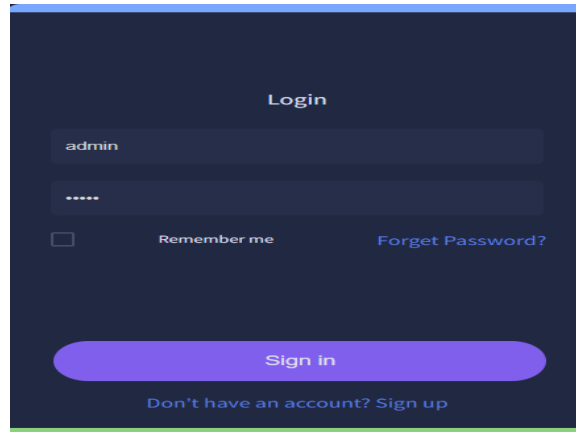 Login
admin
•••••
Remember me Forget Password?
Sign in
Don't have an account? Sign up